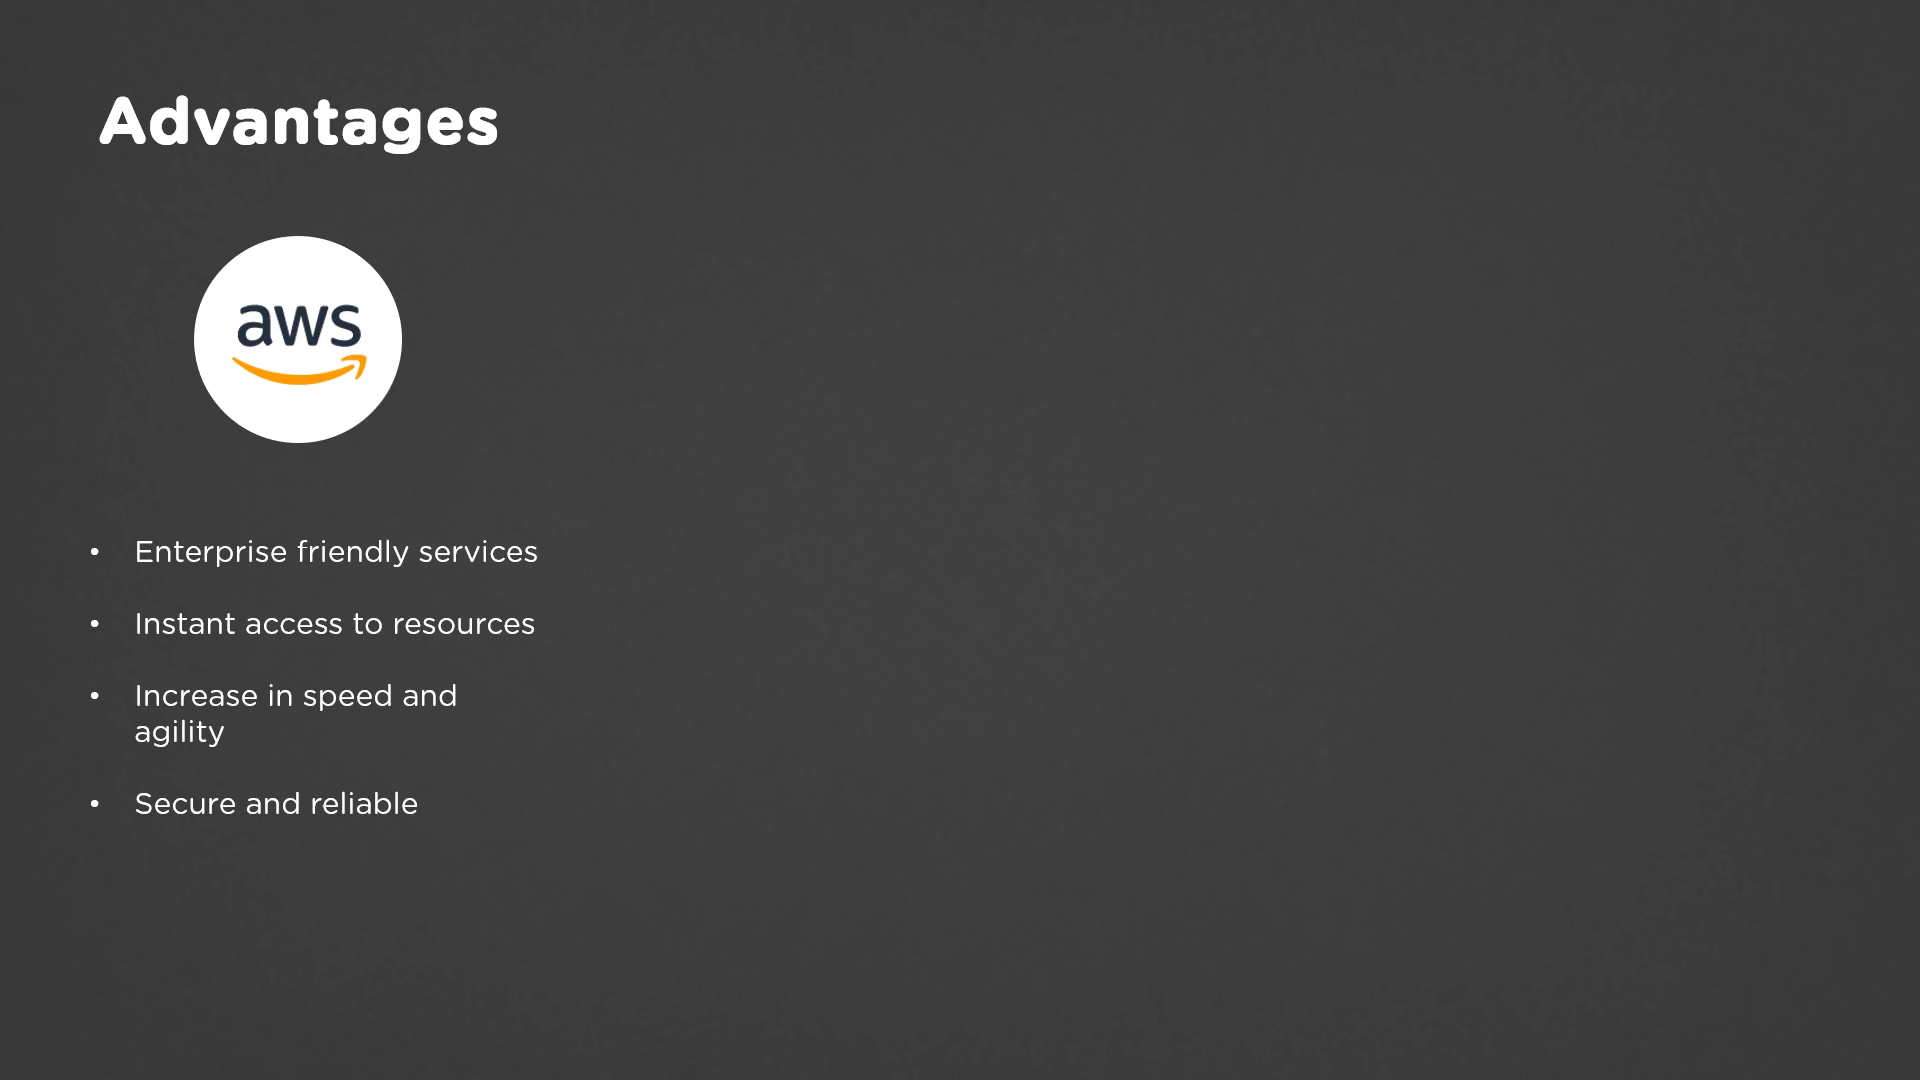 Advantages
aws
• Enterprise friendly services
• Instant access to resources
• Increase in speed and
agility
• Secure and reliable